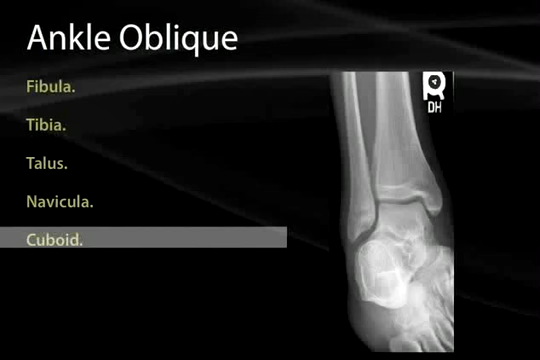 Ankle Oblique
Fibula.
Tibia.
Talus.
Navicula.
Cuboid.
R
DH